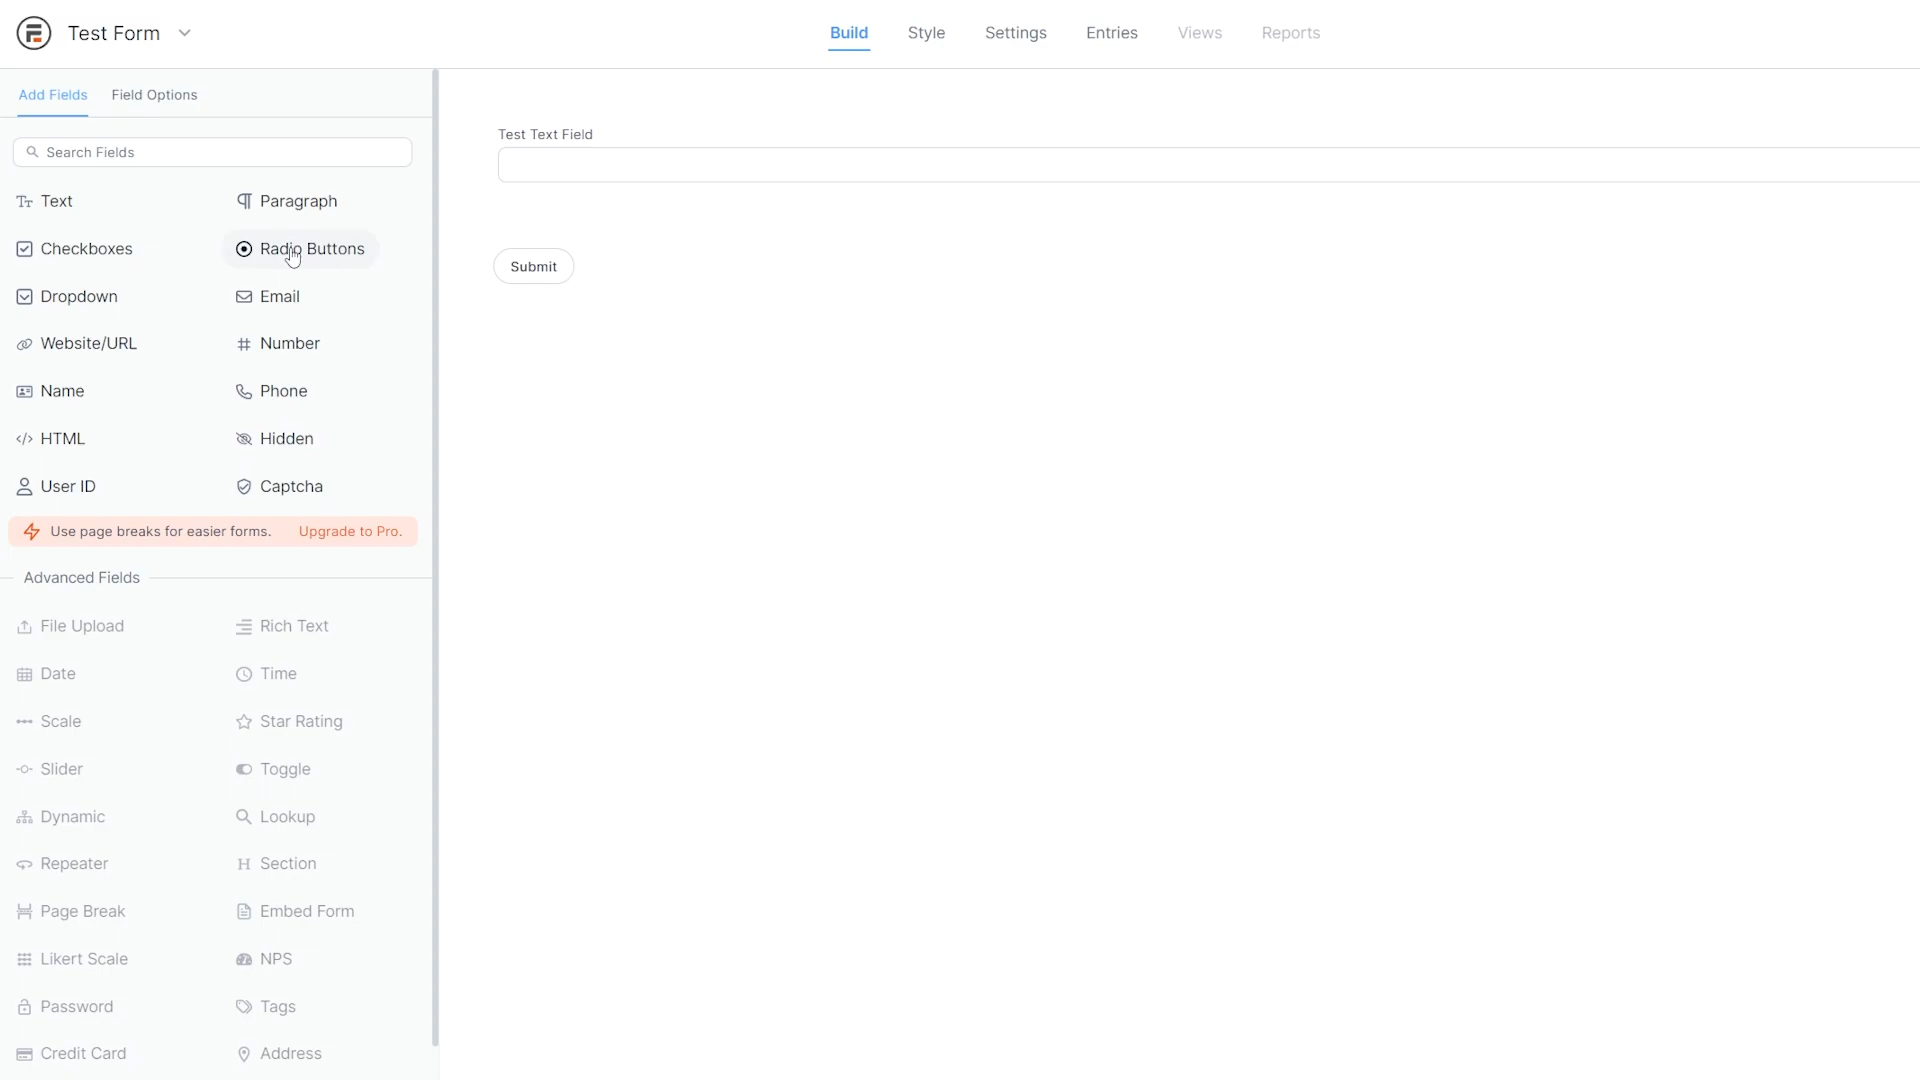 Test Form
Build Style Settings Entries Views Reports
Add Fields Field Options
Search Fields
Test Text Field
Text Paragraph
Checkboxes Radio Buttons
Submit
Dropdown Email
Website/URL Number
Name Phone
HTML Hidden
User ID Captcha
Use page breaks for easier forms. Upgrade to Pro.
Advanced Fields
File Upload Rich Text
Date Time
Scale Star Rating
Slider Toggle
Dynamic Lookup
Repeater Section
Page Break Embed Form
Likert Scale NPS
Password Tags
Credit Card Address